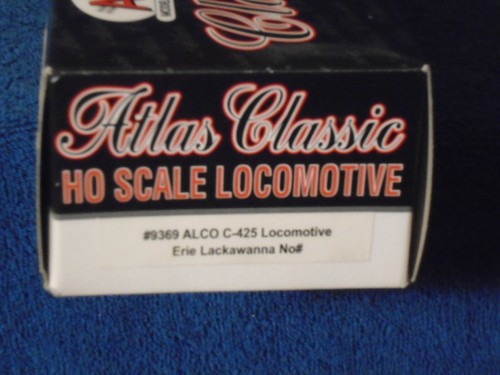 Atlas Classic
HO SCALE LOCOMOTIVE
#9369 ALCO C-425 Locomotive
Erie Lackawanna No#